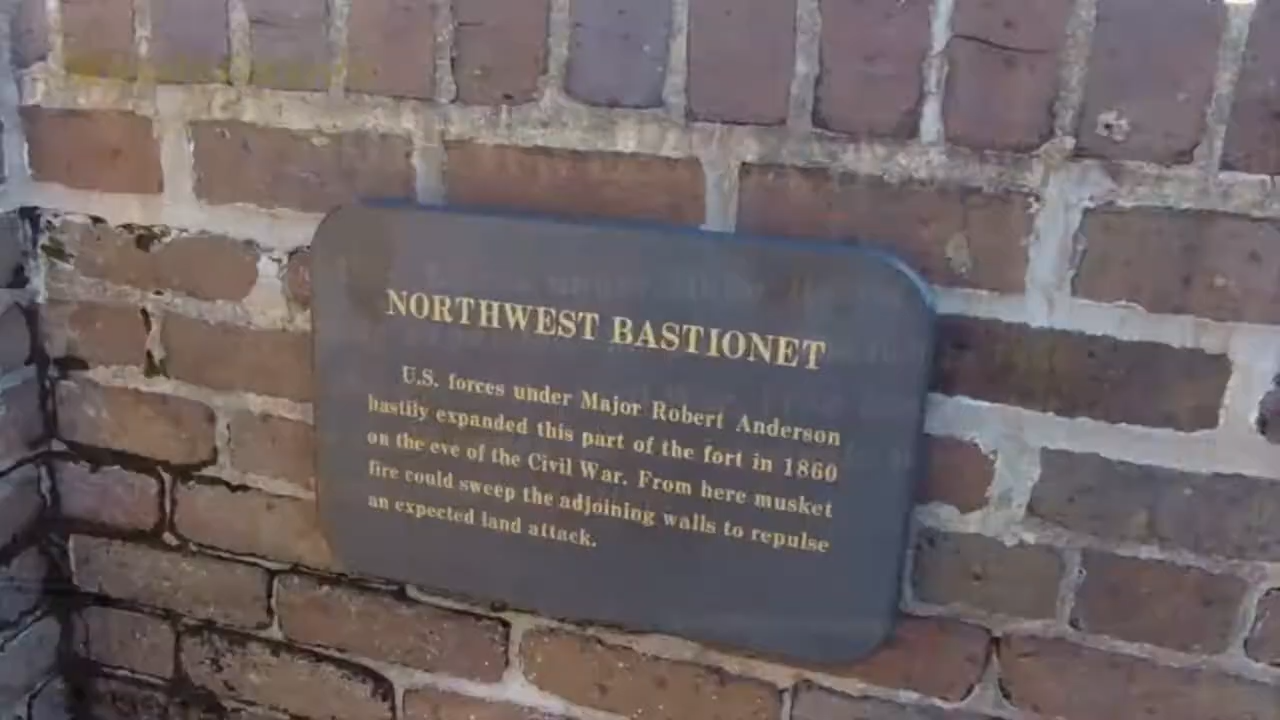 NORTHWEST BASTIONET
U.S. forces under Major Robert Anderson
hastily expanded this part of the fort in 1860
on the eve of the Civil War. From here musket
fire could sweep the adjoining walls to repulse
an expected land attack.